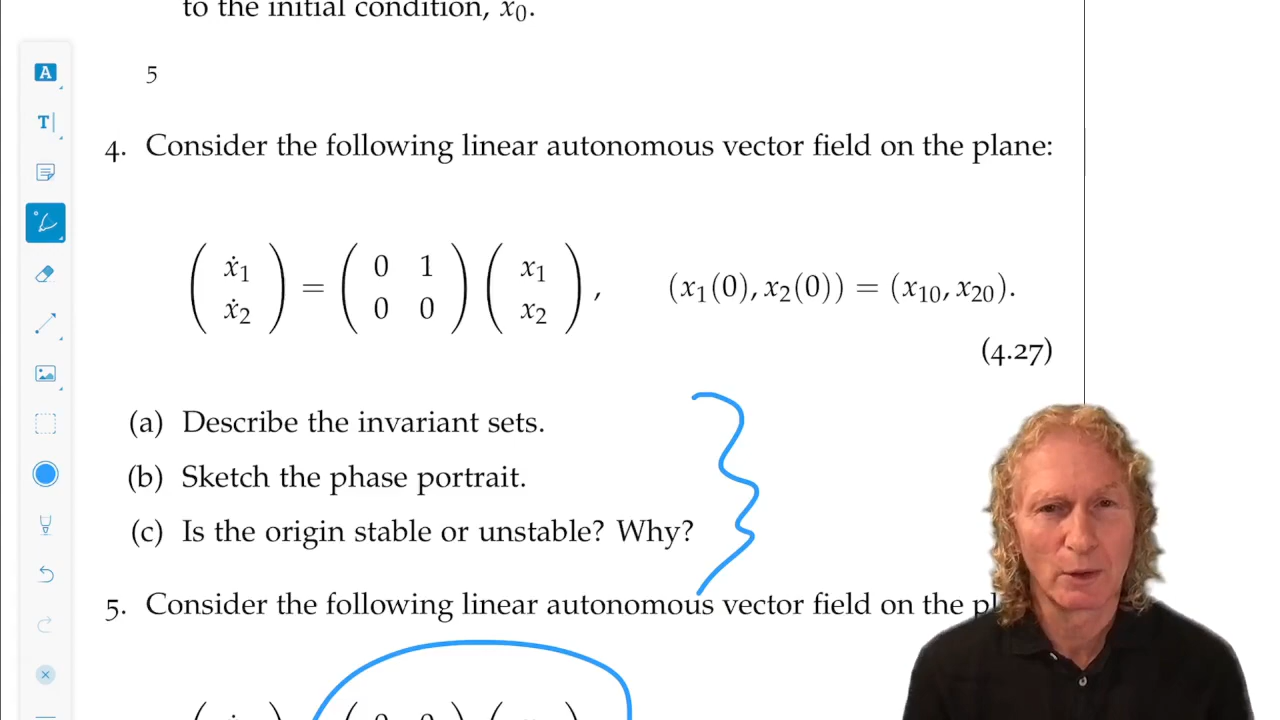 to the initial condition, x₀.
5
4. Consider the following linear autonomous vector field on the plane:
( ẋ₁ ẋ₂ ) = ( 0 1 0 0 ) ( x₁ x₂ ), (x₁(0), x₂(0)) = (x₁₀, x₂₀).
(4.27)
(a) Describe the invariant sets.
(b) Sketch the phase portrait.
(c) Is the origin stable or unstable? Why?
5. Consider the following linear autonomous vector field on the
A
T